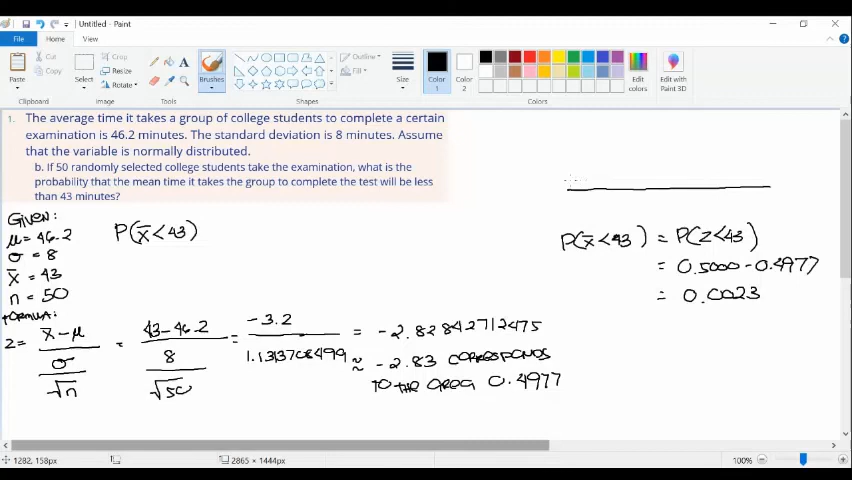 Untitled - Paint
File Home View
Paste
Cut
Copy
Clipboard
Select
Crop
Resize
Rotate
Image
A
Tools
Brushes
Outline
Fill
Shapes
Size
Color 1
Color 2
Edit colors
Colors
Edit with Paint 3D
1. The average time it takes a group of college students to complete a certain
examination is 46.2 minutes. The standard deviation is 8 minutes. Assume
that the variable is normally distributed.
b. If 50 randomly selected college students take the examination, what is the
probability that the mean time it takes the group to complete the test will be less
than 43 minutes?
GIVEN:
μ = 46.2
σ = 8
x̄ = 43
n = 50
P(x̄ < 43)
FORMULA:
z = x̄ - μ / σ / √n = 43 - 46.2 / 8 / √50 = -3.2 / 1.1313708499 = -2.82842712475
≈ -2.83 CORRESPONDS
TO THE AREA 0.4977
P(x̄ < 43) = P(Z < 43)
= 0.5000 - 0.4977
= 0.0023
1282, 158px
2865 × 1444px
100%